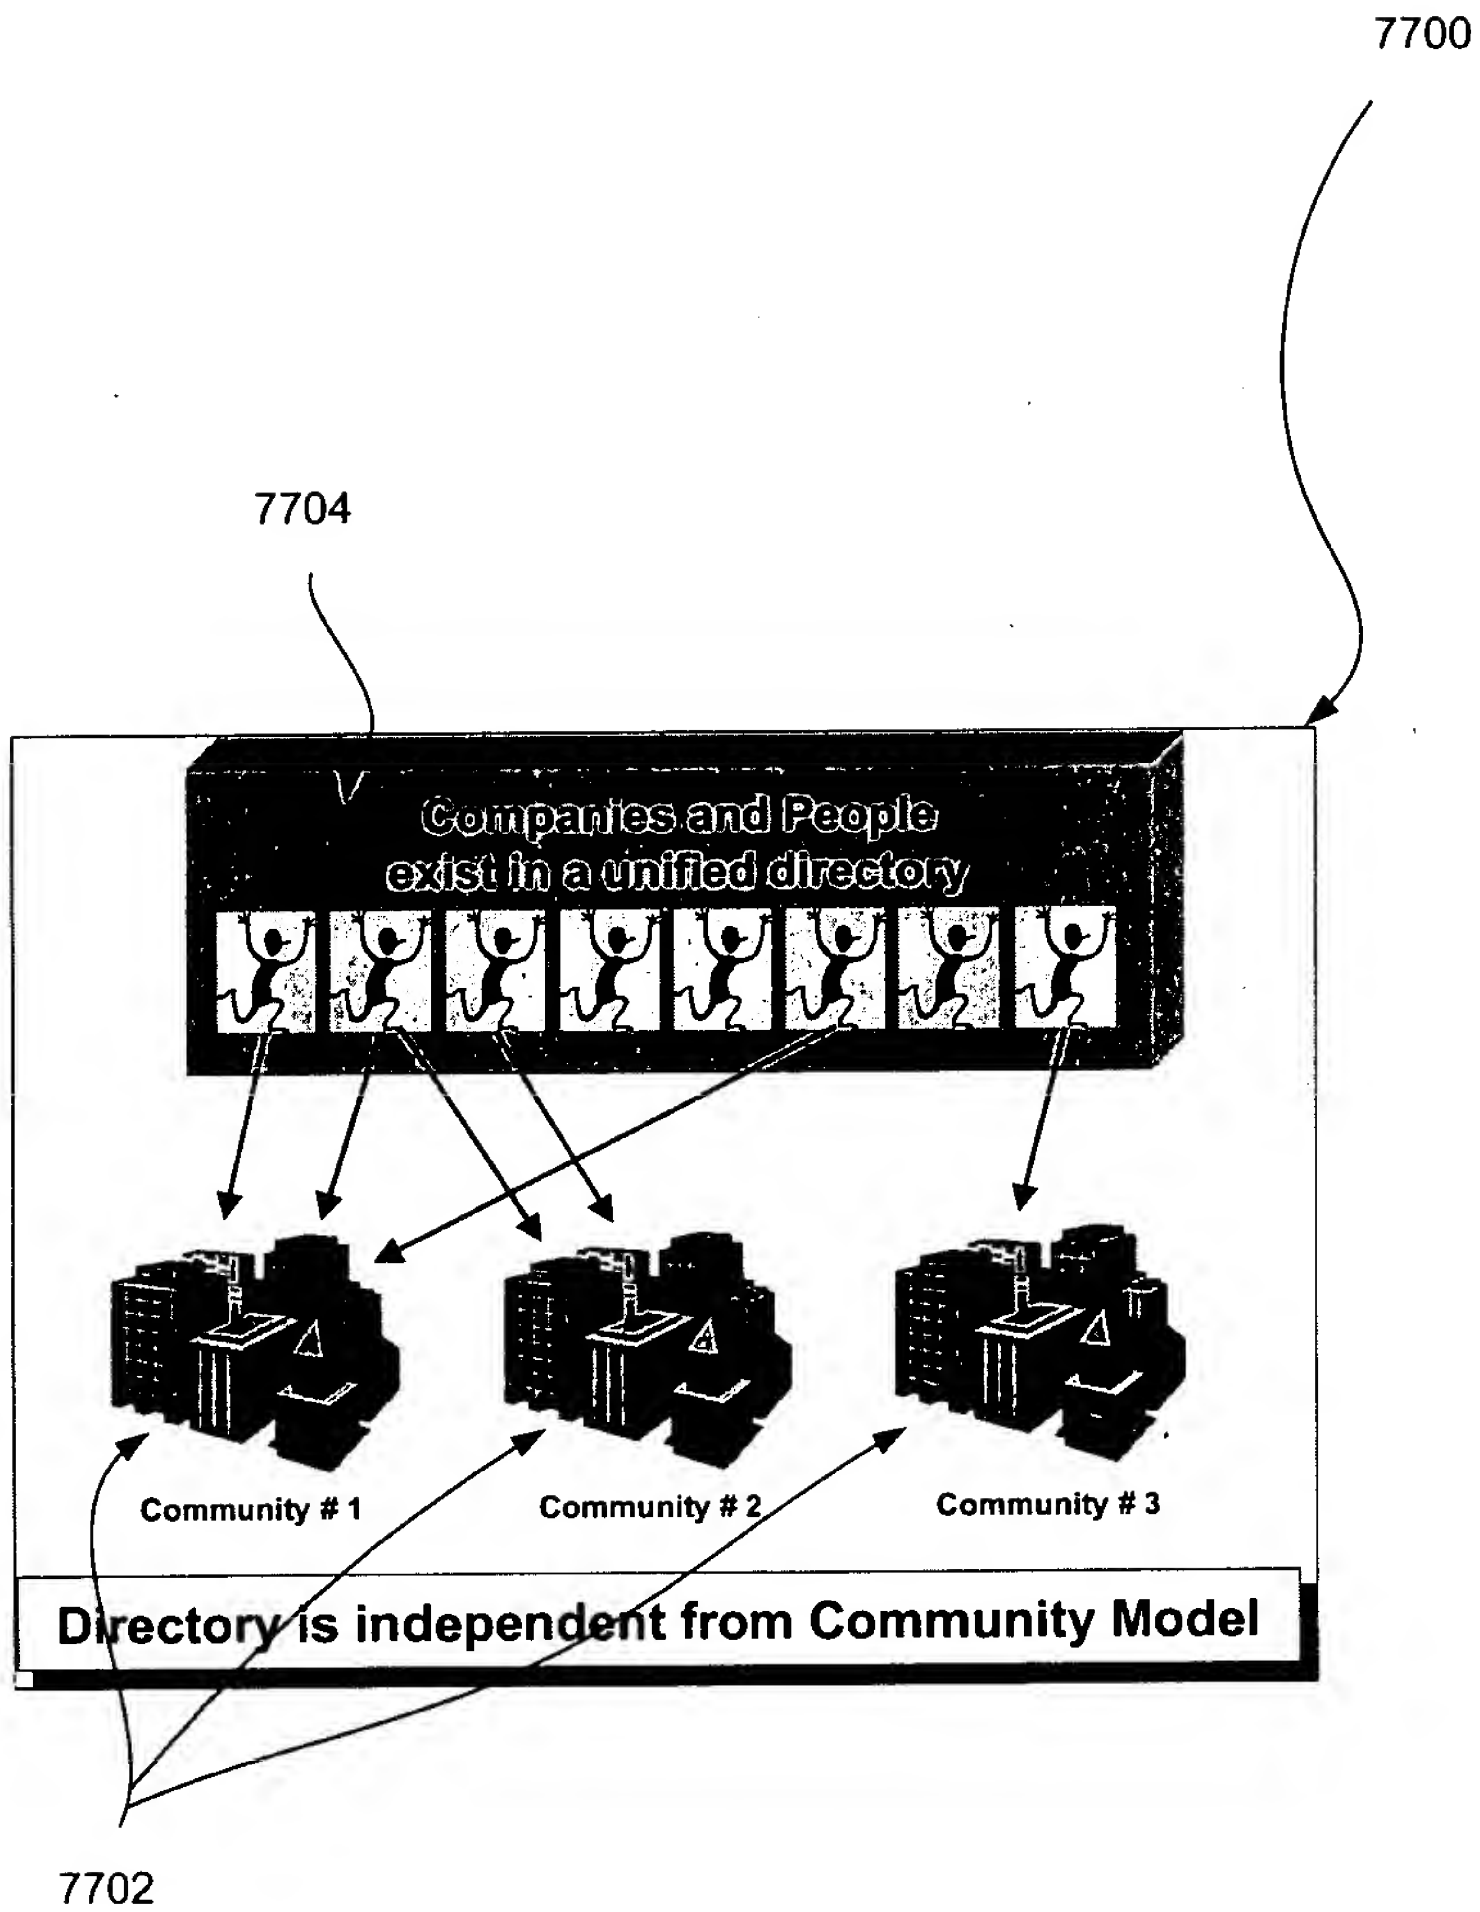 7700
7704
Companies and People
exist in a unified directory
Community # 1
Community # 2
Community # 3
Directory is independent from Community Model
7702